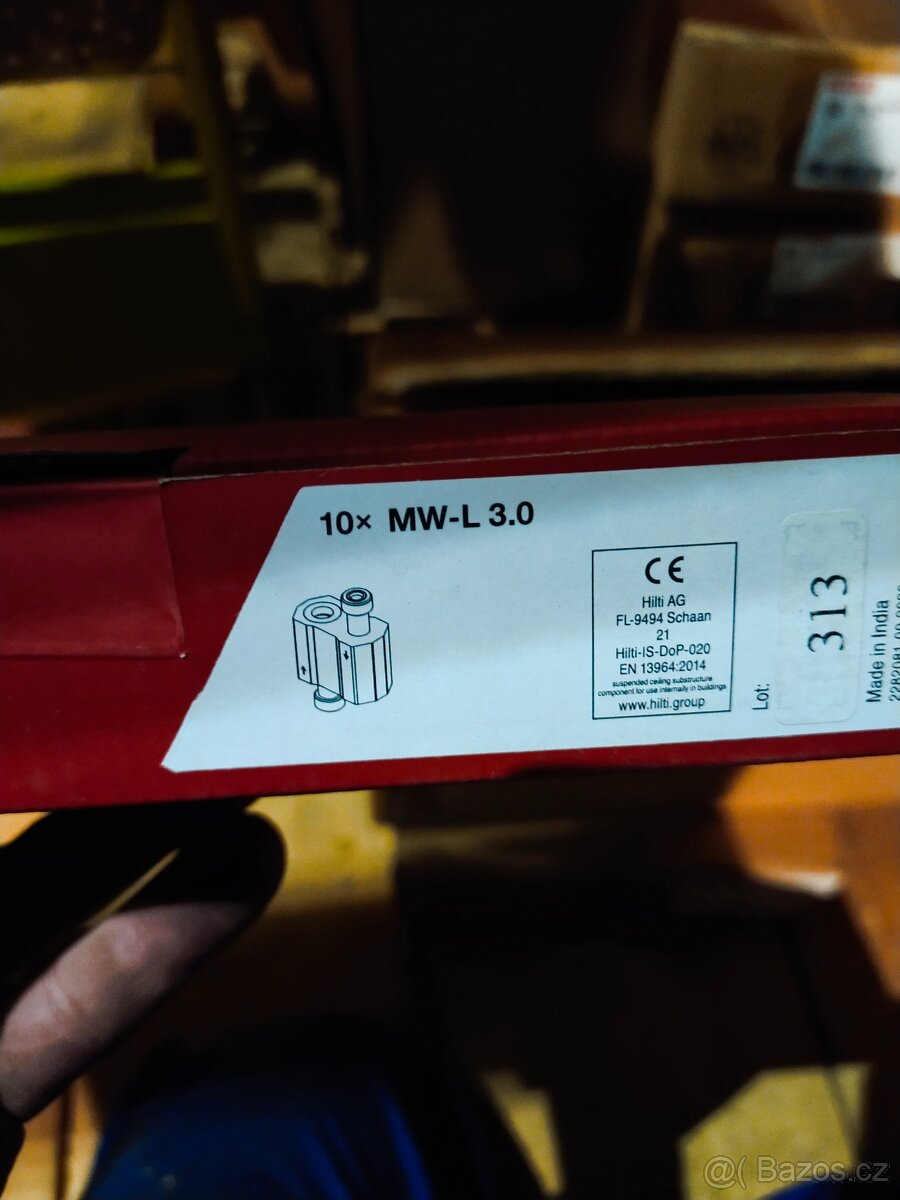 10x MW-L 3.0
CE
Hilti AG
FL-9494 Schaan
21
Hilti-IS-DoP-020
EN 13964:2014
suspended ceiling substructure
component for use internally in buildings
www.hilti.group
Lot:
313
Made in India
@( Bazos.cz